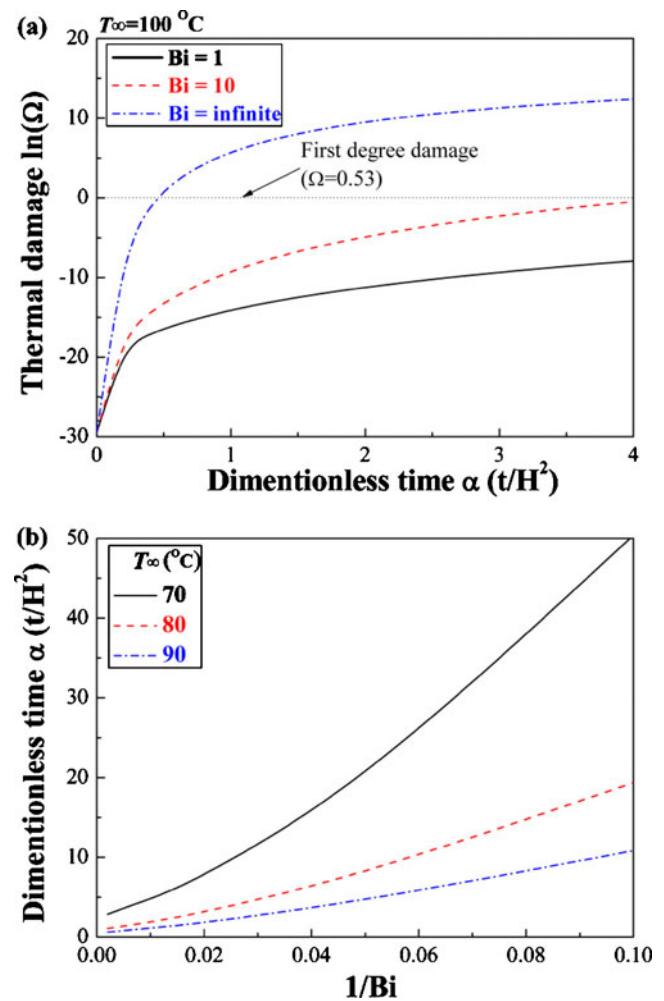 (a)
T∞=100 °C
Bi = 1
Bi = 10
Bi = infinite
First degree damage
(Ω=0.53)
20
10
0
-10
-20
-30
Thermal damage ln(Ω)
0 1 2 3 4
Dimentionless time α (t/H²)
(b)
T∞ (°C)
70
80
90
50
40
30
20
10
0
Dimentionless time α (t/H²)
0.00 0.02 0.04 0.06 0.08 0.10
1/Bi